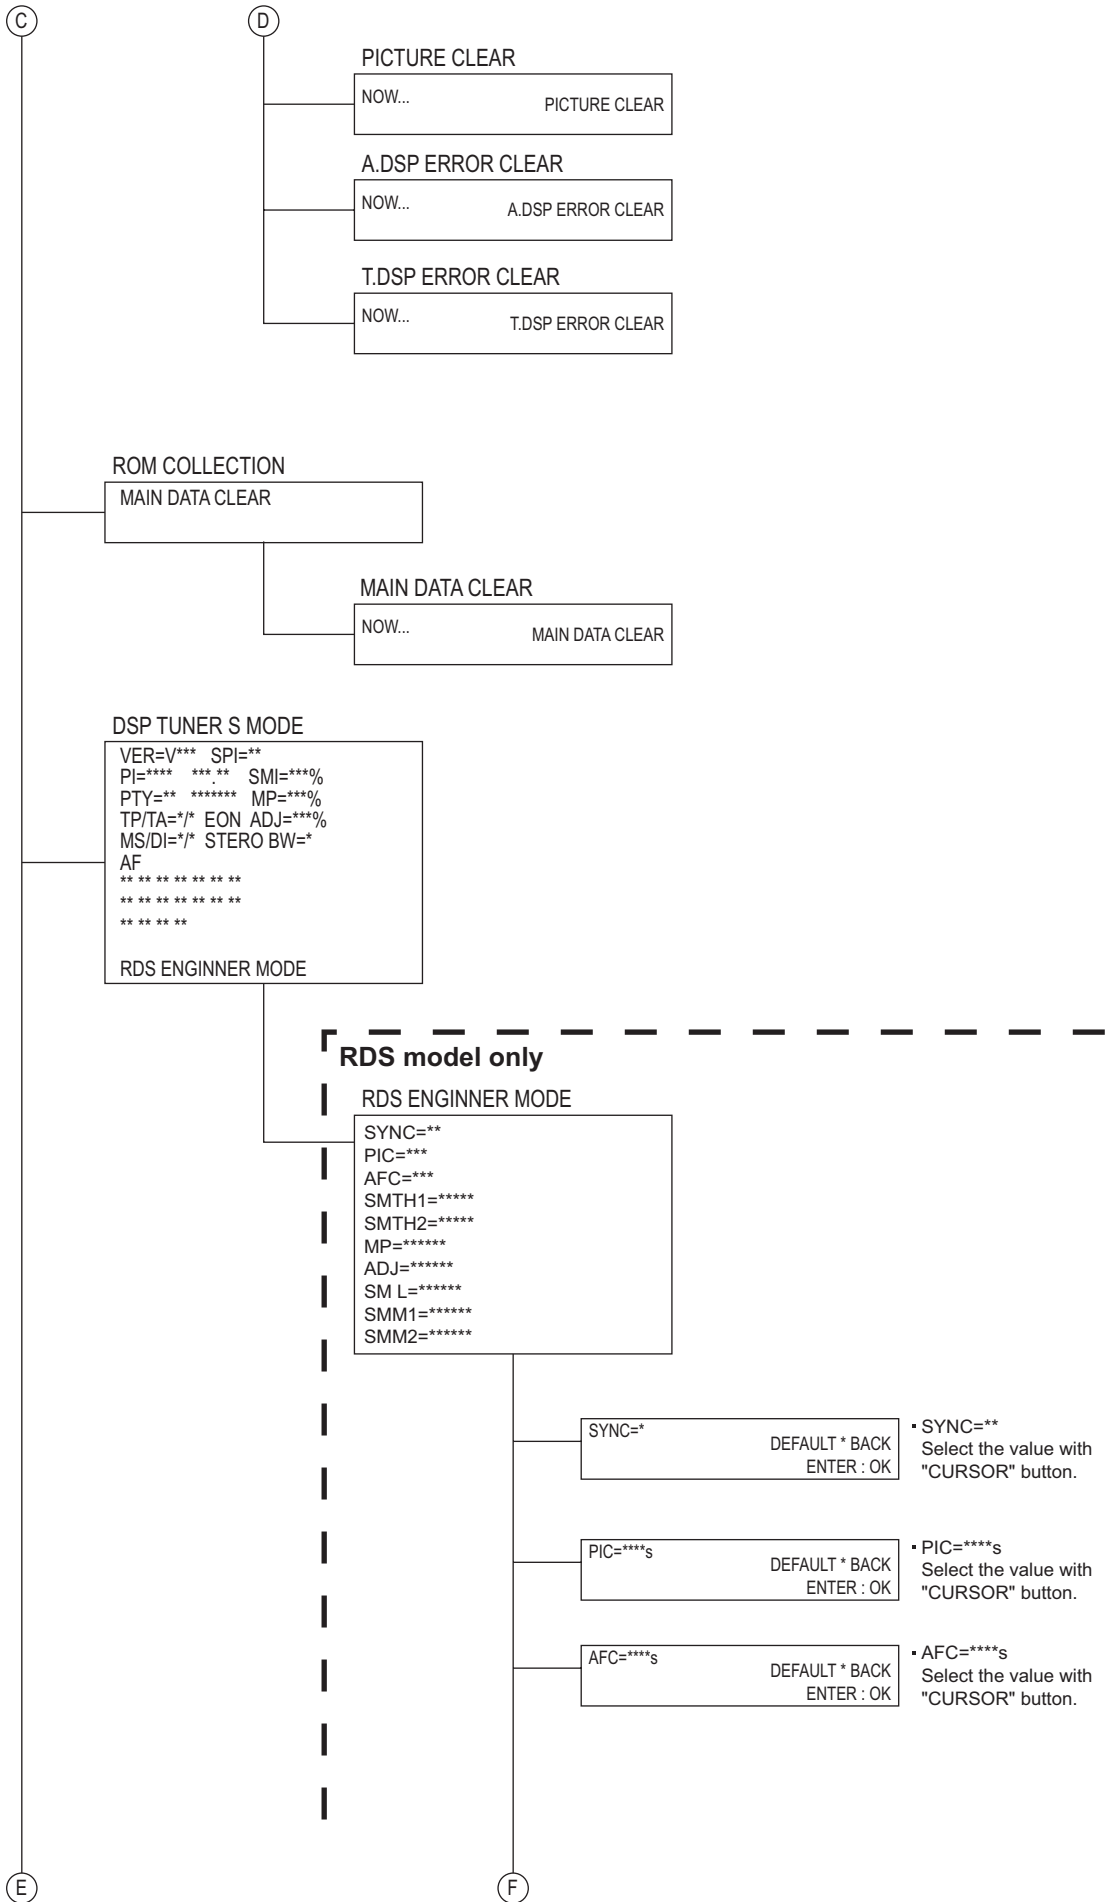 C
D
PICTURE CLEAR
NOW...
PICTURE CLEAR
A.DSP ERROR CLEAR
NOW...
A.DSP ERROR CLEAR
T.DSP ERROR CLEAR
NOW...
T.DSP ERROR CLEAR
ROM COLLECTION
MAIN DATA CLEAR
MAIN DATA CLEAR
NOW...
MAIN DATA CLEAR
DSP TUNER S MODE
VER=V*** SPI=**
PI=**** ***.** SMI=***%
PTY=** ******* MP=***%
TP/TA=*/* EON ADJ=***%
MS/DI=*/* STERO BW=*
AF
** ** ** ** ** ** **
** ** ** ** ** ** **
** ** ** **
RDS ENGINNER MODE
RDS model only
RDS ENGINNER MODE
SYNC=**
PIC=***
AFC=***
SMTH1=*****
SMTH2=*****
MP=******
ADJ=******
SM L=******
SMM1=******
SMM2=******
SYNC=*
DEFAULT * BACK
ENTER : OK
▪ SYNC=**
Select the value with
"CURSOR" button.
PIC=****s
DEFAULT * BACK
ENTER : OK
▪ PIC=****s
Select the value with
"CURSOR" button.
AFC=****s
DEFAULT * BACK
ENTER : OK
▪ AFC=****s
Select the value with
"CURSOR" button.
E
F